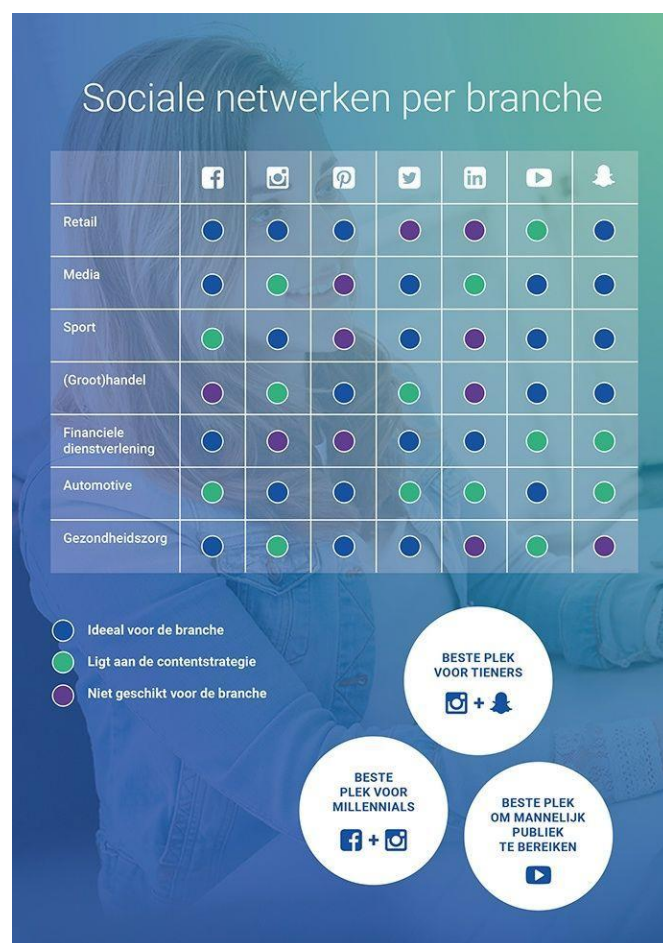 Sociale netwerken per branche
Retail
Media
Sport
(Groot)handel
Financiele
dienstverlening
Automotive
Gezondheidszorg
Ideeal voor de branche
Ligt aan de contentstrategie
Niet geschikt voor de branche
BESTE PLEK
VOOR TIENERS
+
BESTE
PLEK VOOR
MILLENNIALS
+
BESTE PLEK
OM MANNELIJK
PUBLIEK
TE BEREIKEN